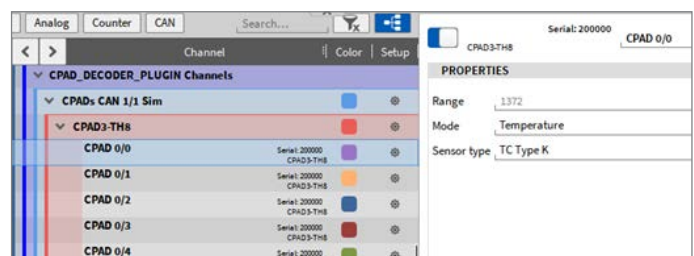 Analog Counter CAN Search...
Channel Color Setup
CPAD_DECODER_PLUGIN Channels
CPADs CAN 1/1 Sim
CPAD3-TH8
CPAD 0/0 Serial: 200000
CPAD3-TH8
CPAD 0/1 Serial: 200000
CPAD3-TH8
CPAD 0/2 Serial: 200000
CPAD3-TH8
CPAD 0/3 Serial: 200000
CPAD3-TH8
CPAD 0/4 Serial: 200000
Serial: 200000 CPAD 0/0
CPAD3-TH8
PROPERTIES
Range 1372
Mode Temperature
Sensor type TC Type K